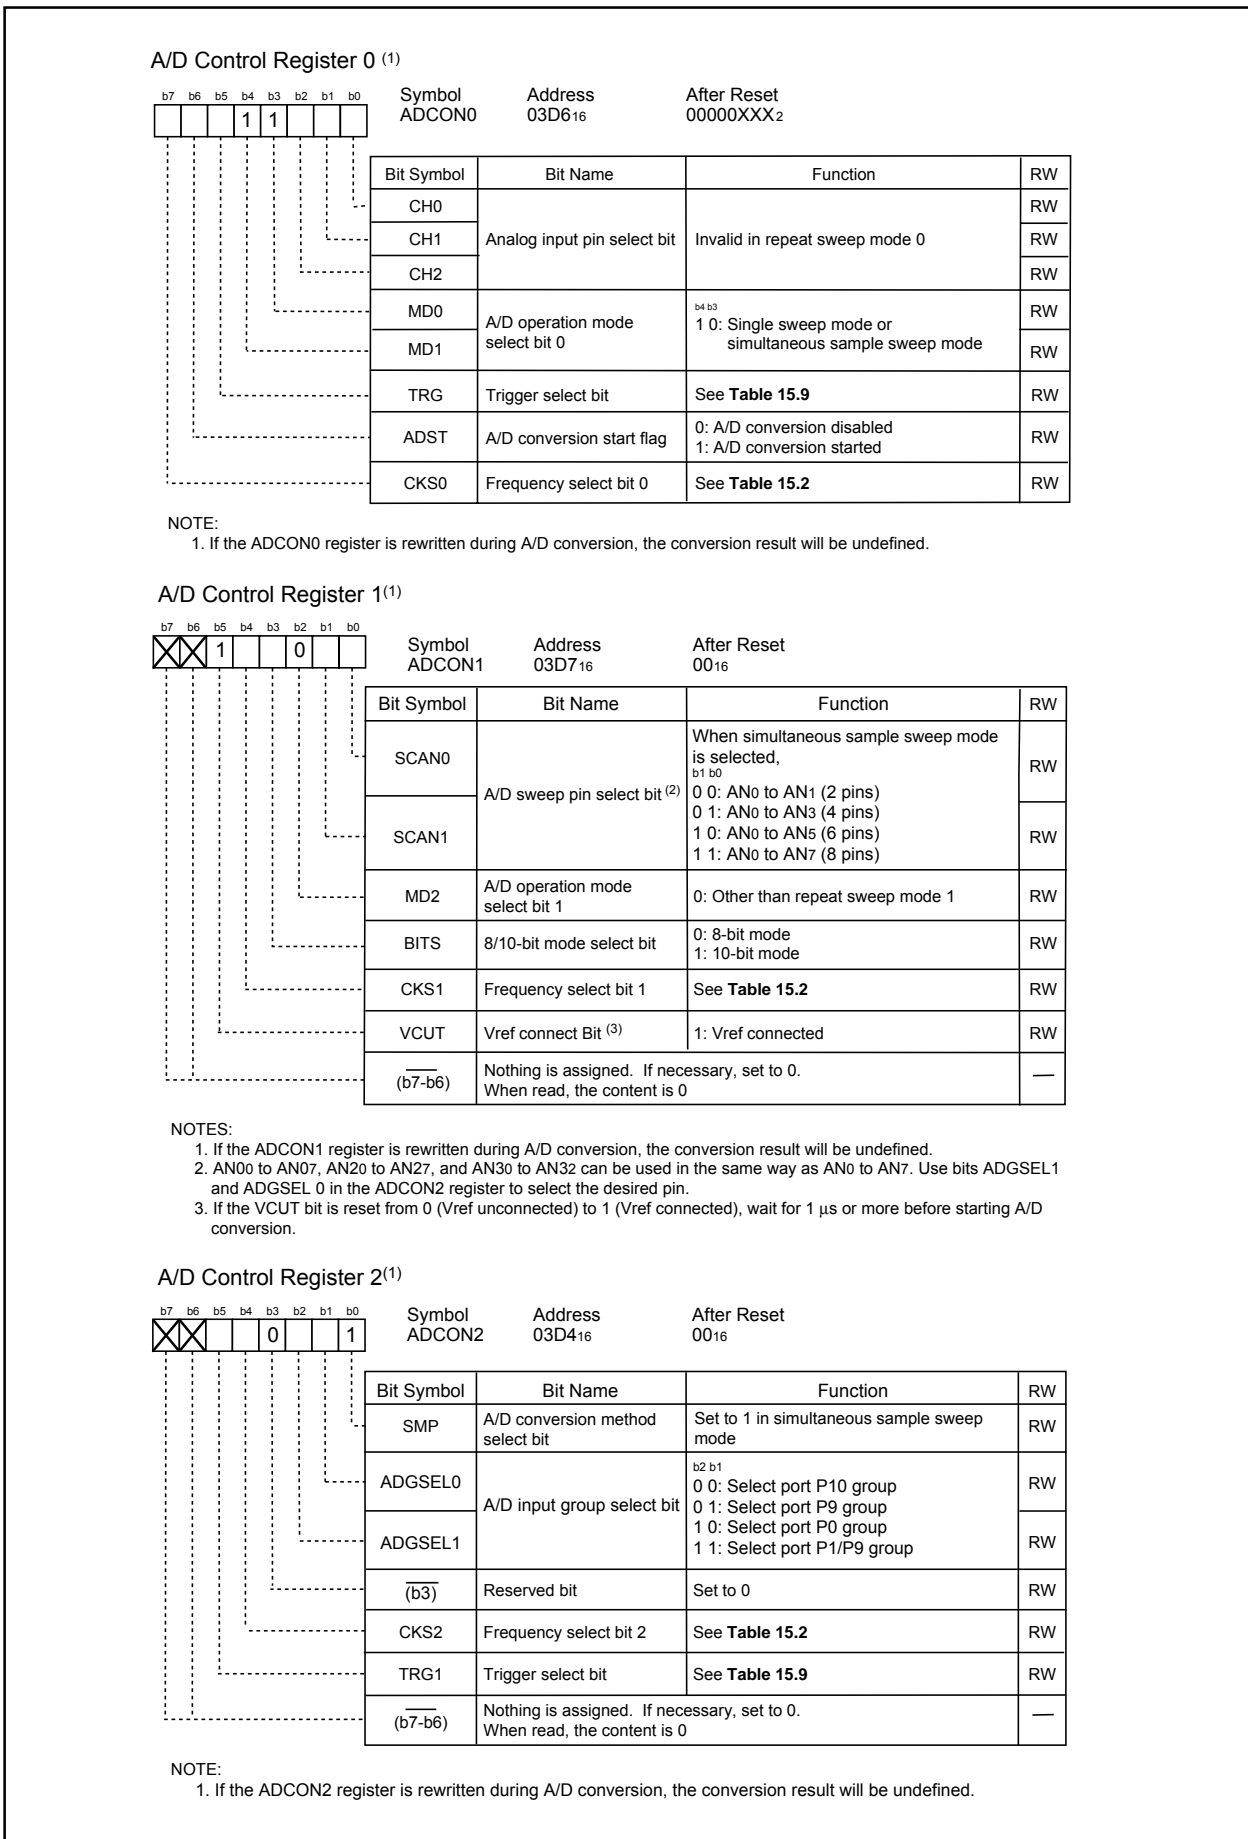 A/D Control Register 0 (1)
b7 b6 b5 b4 b3 b2 b1 b0
1 1
Symbol Address After Reset
ADCON0 03D616 00000XXX2
Bit Symbol Bit Name Function RW
CH0 RW
CH1 Analog input pin select bit Invalid in repeat sweep mode 0 RW
CH2 RW
MD0 A/D operation mode select bit 0 b4 b3 RW
1 0: Single sweep mode or
simultaneous sample sweep mode
MD1 RW
TRG Trigger select bit See Table 15.9 RW
ADST A/D conversion start flag 0: A/D conversion disabled RW
1: A/D conversion started
CKS0 Frequency select bit 0 See Table 15.2 RW
NOTE:
1. If the ADCON0 register is rewritten during A/D conversion, the conversion result will be undefined.
A/D Control Register 1(1)
b7 b6 b5 b4 b3 b2 b1 b0
1 0
Symbol Address After Reset
ADCON1 03D716 0016
Bit Symbol Bit Name Function RW
SCAN0 A/D sweep pin select bit (2) When simultaneous sample sweep mode RW
is selected,
b1 b0
0 0: AN0 to AN1 (2 pins)
0 1: AN0 to AN3 (4 pins)
SCAN1 1 0: AN0 to AN5 (6 pins) RW
1 1: AN0 to AN7 (8 pins)
MD2 A/D operation mode select bit 1 0: Other than repeat sweep mode 1 RW
BITS 8/10-bit mode select bit 0: 8-bit mode RW
1: 10-bit mode
CKS1 Frequency select bit 1 See Table 15.2 RW
VCUT Vref connect Bit (3) 1: Vref connected RW
(b7-b6) Nothing is assigned. If necessary, set to 0. —
When read, the content is 0
NOTES:
1. If the ADCON1 register is rewritten during A/D conversion, the conversion result will be undefined.
2. AN00 to AN07, AN20 to AN27, and AN30 to AN32 can be used in the same way as AN0 to AN7. Use bits ADGSEL1
and ADGSEL 0 in the ADCON2 register to select the desired pin.
3. If the VCUT bit is reset from 0 (Vref unconnected) to 1 (Vref connected), wait for 1 μs or more before starting A/D
conversion.
A/D Control Register 2(1)
b7 b6 b5 b4 b3 b2 b1 b0
0 1
Symbol Address After Reset
ADCON2 03D416 0016
Bit Symbol Bit Name Function RW
SMP A/D conversion method select bit Set to 1 in simultaneous sample sweep RW
mode
ADGSEL0 A/D input group select bit b2 b1 RW
0 0: Select port P10 group
0 1: Select port P9 group
ADGSEL1 1 0: Select port P0 group RW
1 1: Select port P1/P9 group
(b3) Reserved bit Set to 0 RW
CKS2 Frequency select bit 2 See Table 15.2 RW
TRG1 Trigger select bit See Table 15.9 RW
(b7-b6) Nothing is assigned. If necessary, set to 0. —
When read, the content is 0
NOTE:
1. If the ADCON2 register is rewritten during A/D conversion, the conversion result will be undefined.